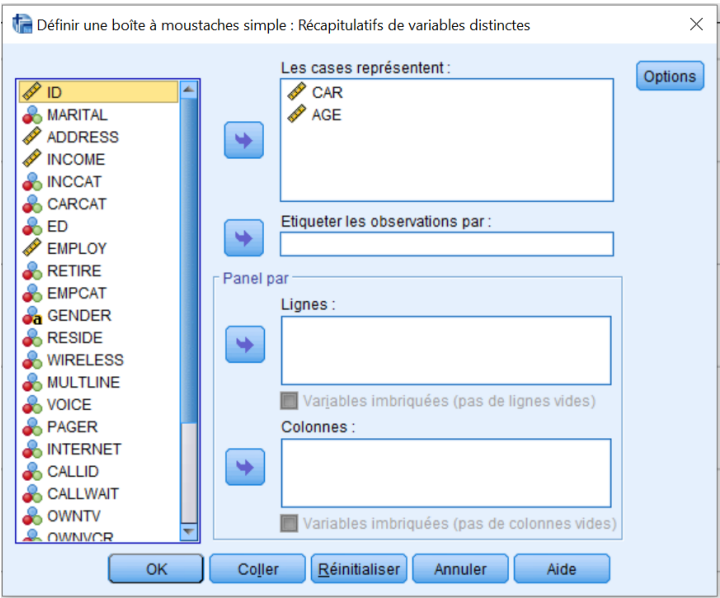 Définir une boîte à moustaches simple : Récapitulatifs de variables distinctes
ID
MARITAL
ADDRESS
INCOME
INCCAT
CARCAT
ED
EMPLOY
RETIRE
EMPCAT
GENDER
RESIDE
WIRELESS
MULTLINE
VOICE
PAGER
INTERNET
CALLID
CALLWAIT
OWNTV
OWNVCR
Les cases représentent :
CAR
AGE
Options
Etiqueter les observations par :
Panel par
Lignes :
Variables imbriquées (pas de lignes vides)
Colonnes :
Variables imbriquées (pas de colonnes vides)
OK
Coller
Réinitialiser
Annuler
Aide